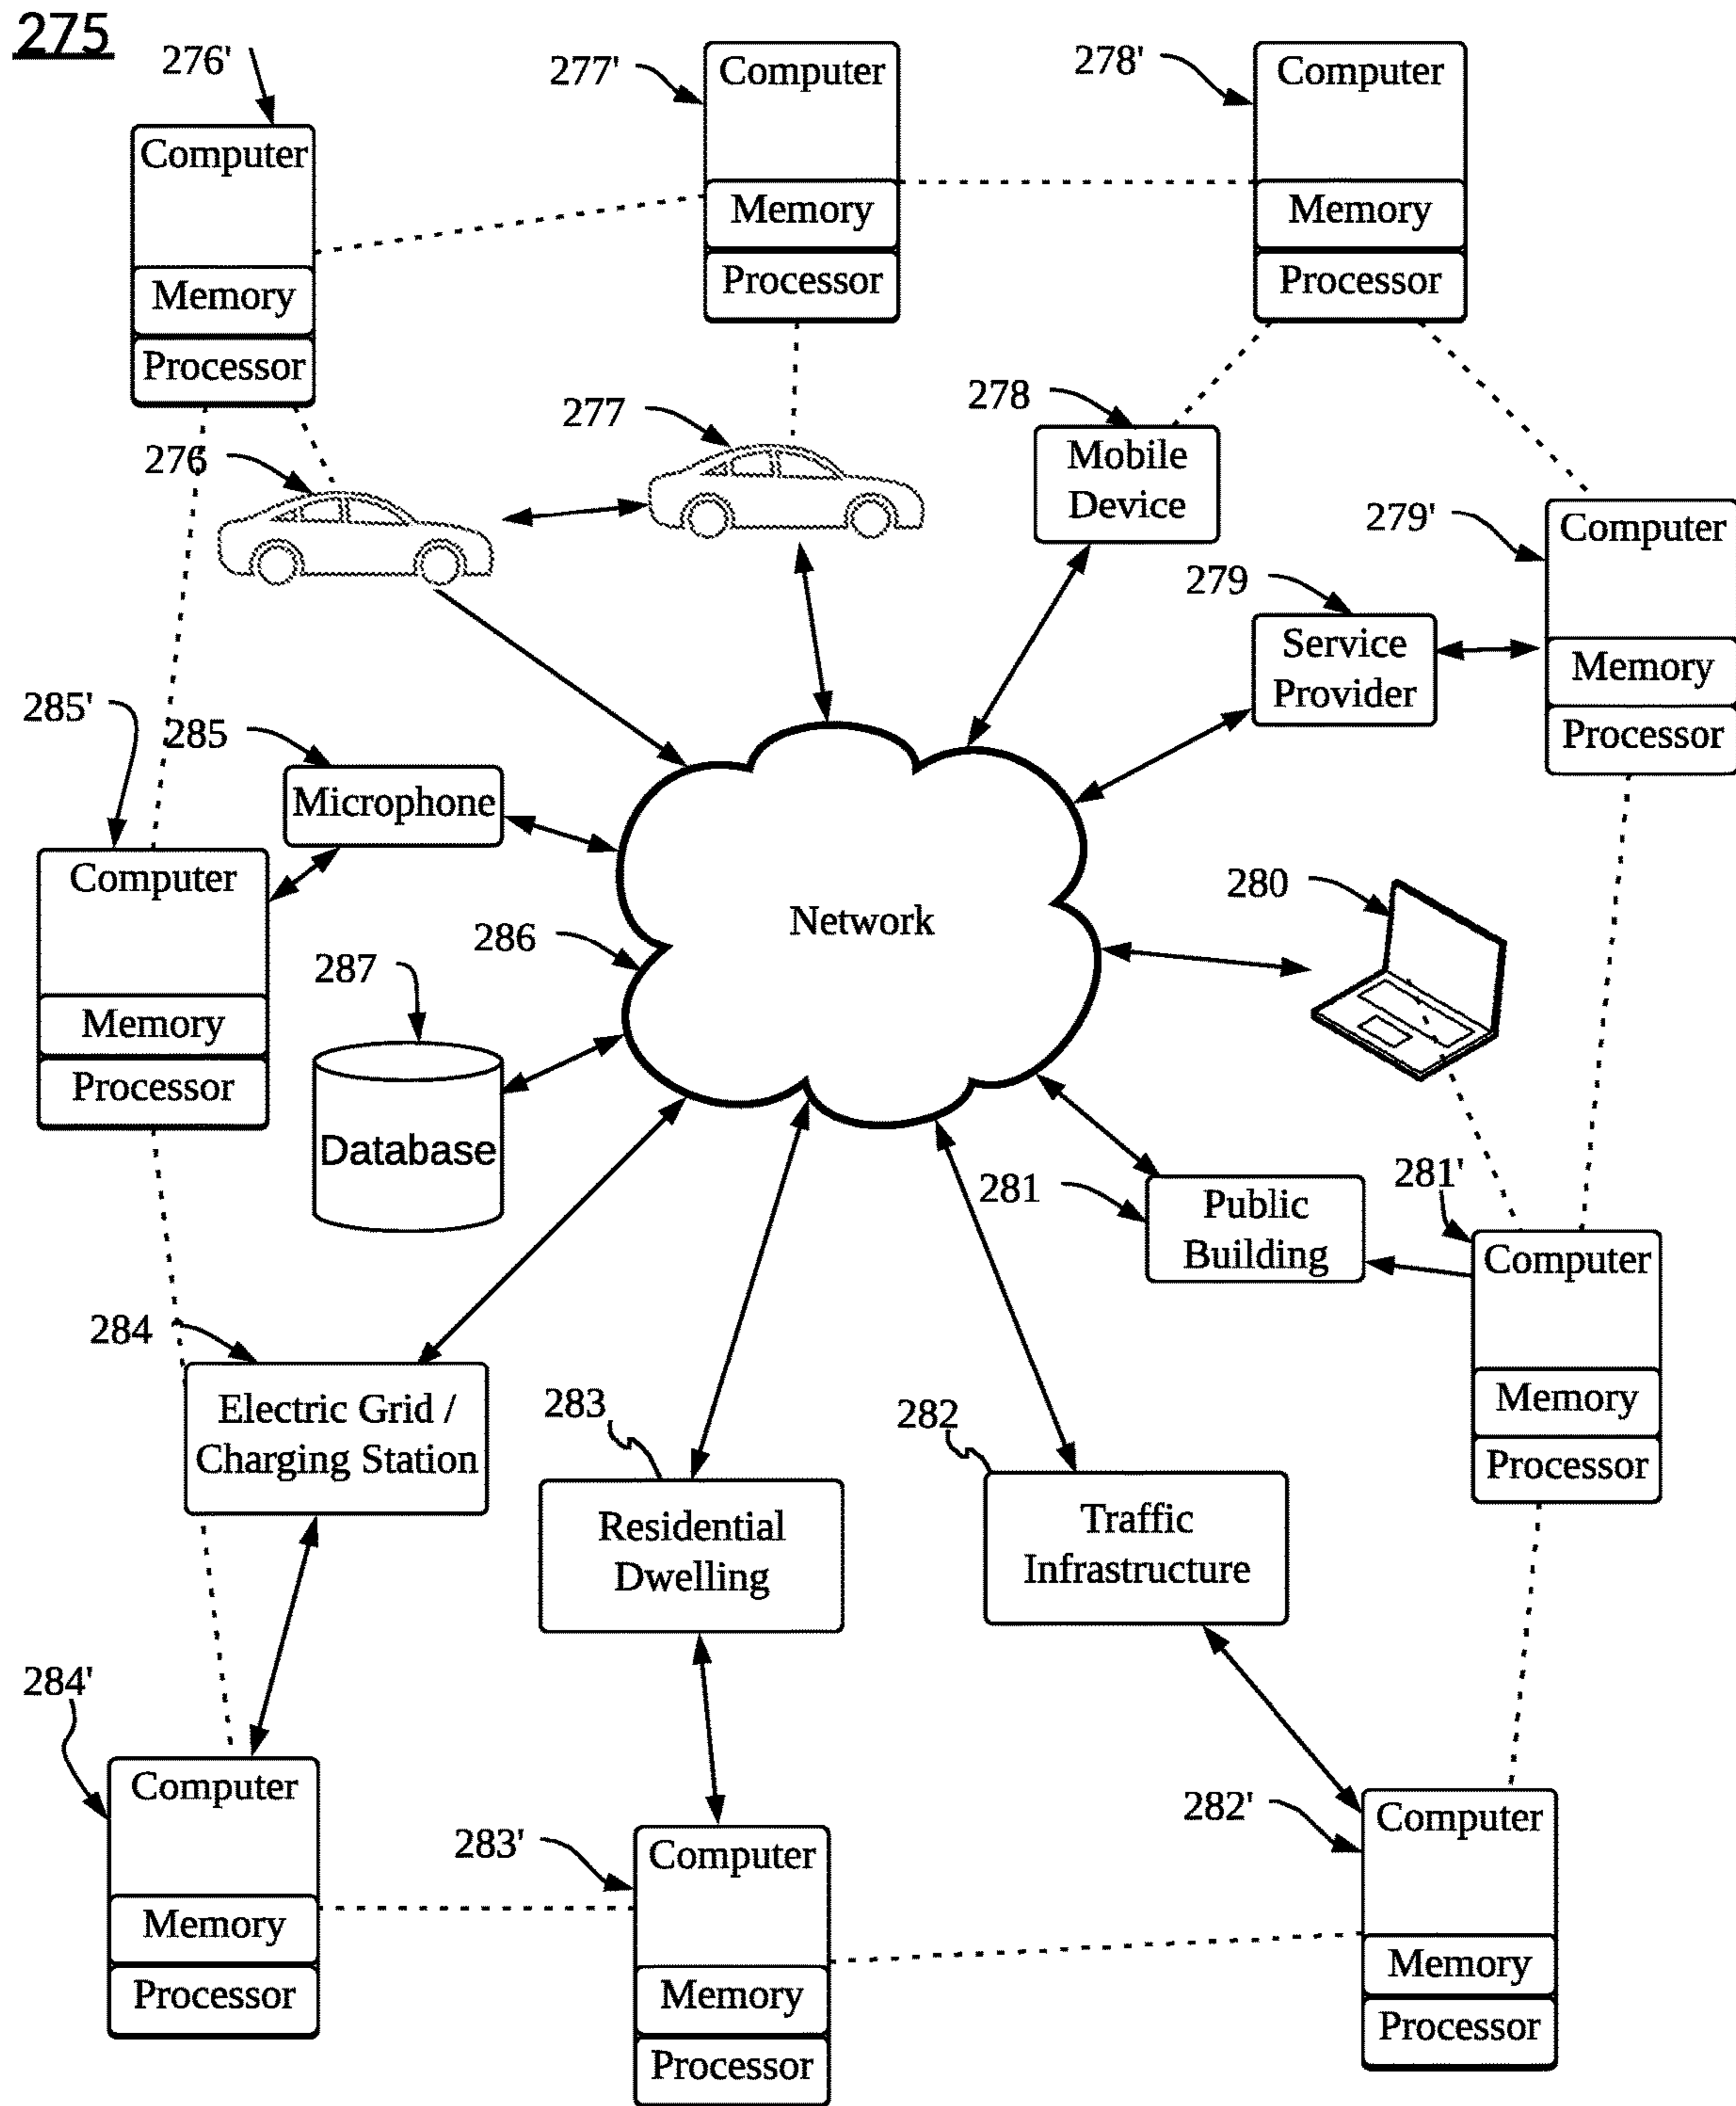 275
276'
277'
278'
Computer
Memory
Processor
Computer
Memory
Processor
Computer
Memory
Processor
276
277
278
Mobile
Device
279'
Computer
Memory
Processor
279
Service
Provider
285'
285
Microphone
Computer
Memory
Processor
286
Network
280
287
Database
281
Public
Building
281'
Computer
Memory
Processor
284
Electric Grid /
Charging Station
283
Residential
Dwelling
282
Traffic
Infrastructure
284'
Computer
Memory
Processor
283'
Computer
Memory
Processor
282'
Computer
Memory
Processor